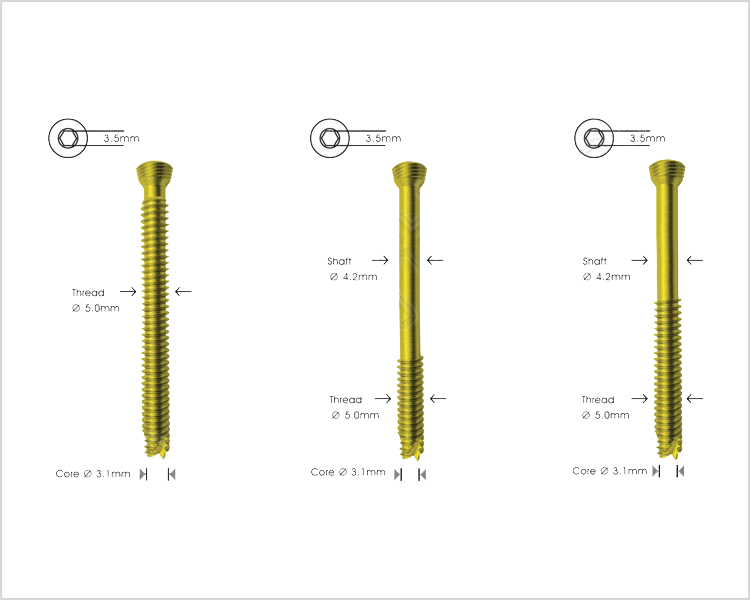 3.5mm
Thread
Ø 5.0mm
Core Ø 3.1mm
3.5mm
Shaft
Ø 4.2mm
Thread
Ø 5.0mm
Core Ø 3.1mm
3.5mm
Shaft
Ø 4.2mm
Thread
Ø 5.0mm
Core Ø 3.1mm